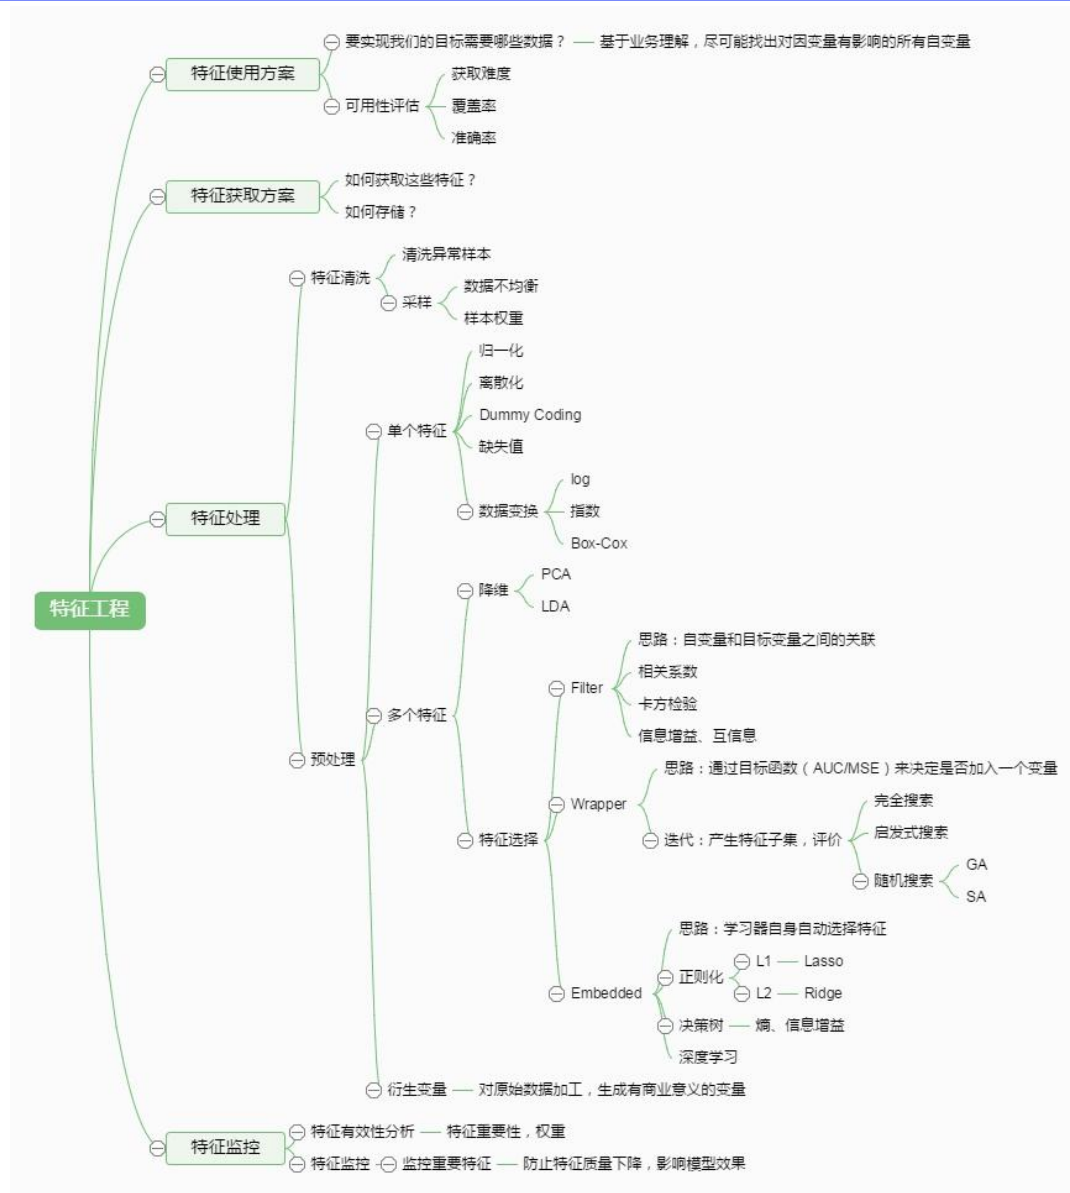 要实现我们的目标需要哪些数据？ 基于业务理解，尽可能找出对因变量有影响的所有自变量
特征使用方案
获取难度
可用性评估
覆盖率
准确率
如何获取这些特征？
特征获取方案
如何存储？
清洗异常样本
特征清洗
数据不均衡
采样
样本权重
归一化
离散化
Dummy Coding
单个特征
缺失值
log
数据变换
指数
Box-Cox
特征处理
PCA
降维
LDA
特征工程
思路：自变量和目标变量之间的关联
相关系数
Filter
卡方检验
多个特征
信息增益、互信息
预处理
思路：通过目标函数（AUC/MSE）来决定是否加入一个变量
Wrapper
完全搜索
特征选择
迭代：产生特征子集，评价
启发式搜索
GA
随机搜索
SA
思路：学习器自身自动选择特征
L1 Lasso
正则化
Embedded
L2 Ridge
决策树 熵、信息增益
深度学习
衍生变量 对原始数据加工，生成有商业意义的变量
特征有效性分析 特征重要性，权重
特征监控
特征监控 监控重要特征 防止特征质量下降，影响模型效果